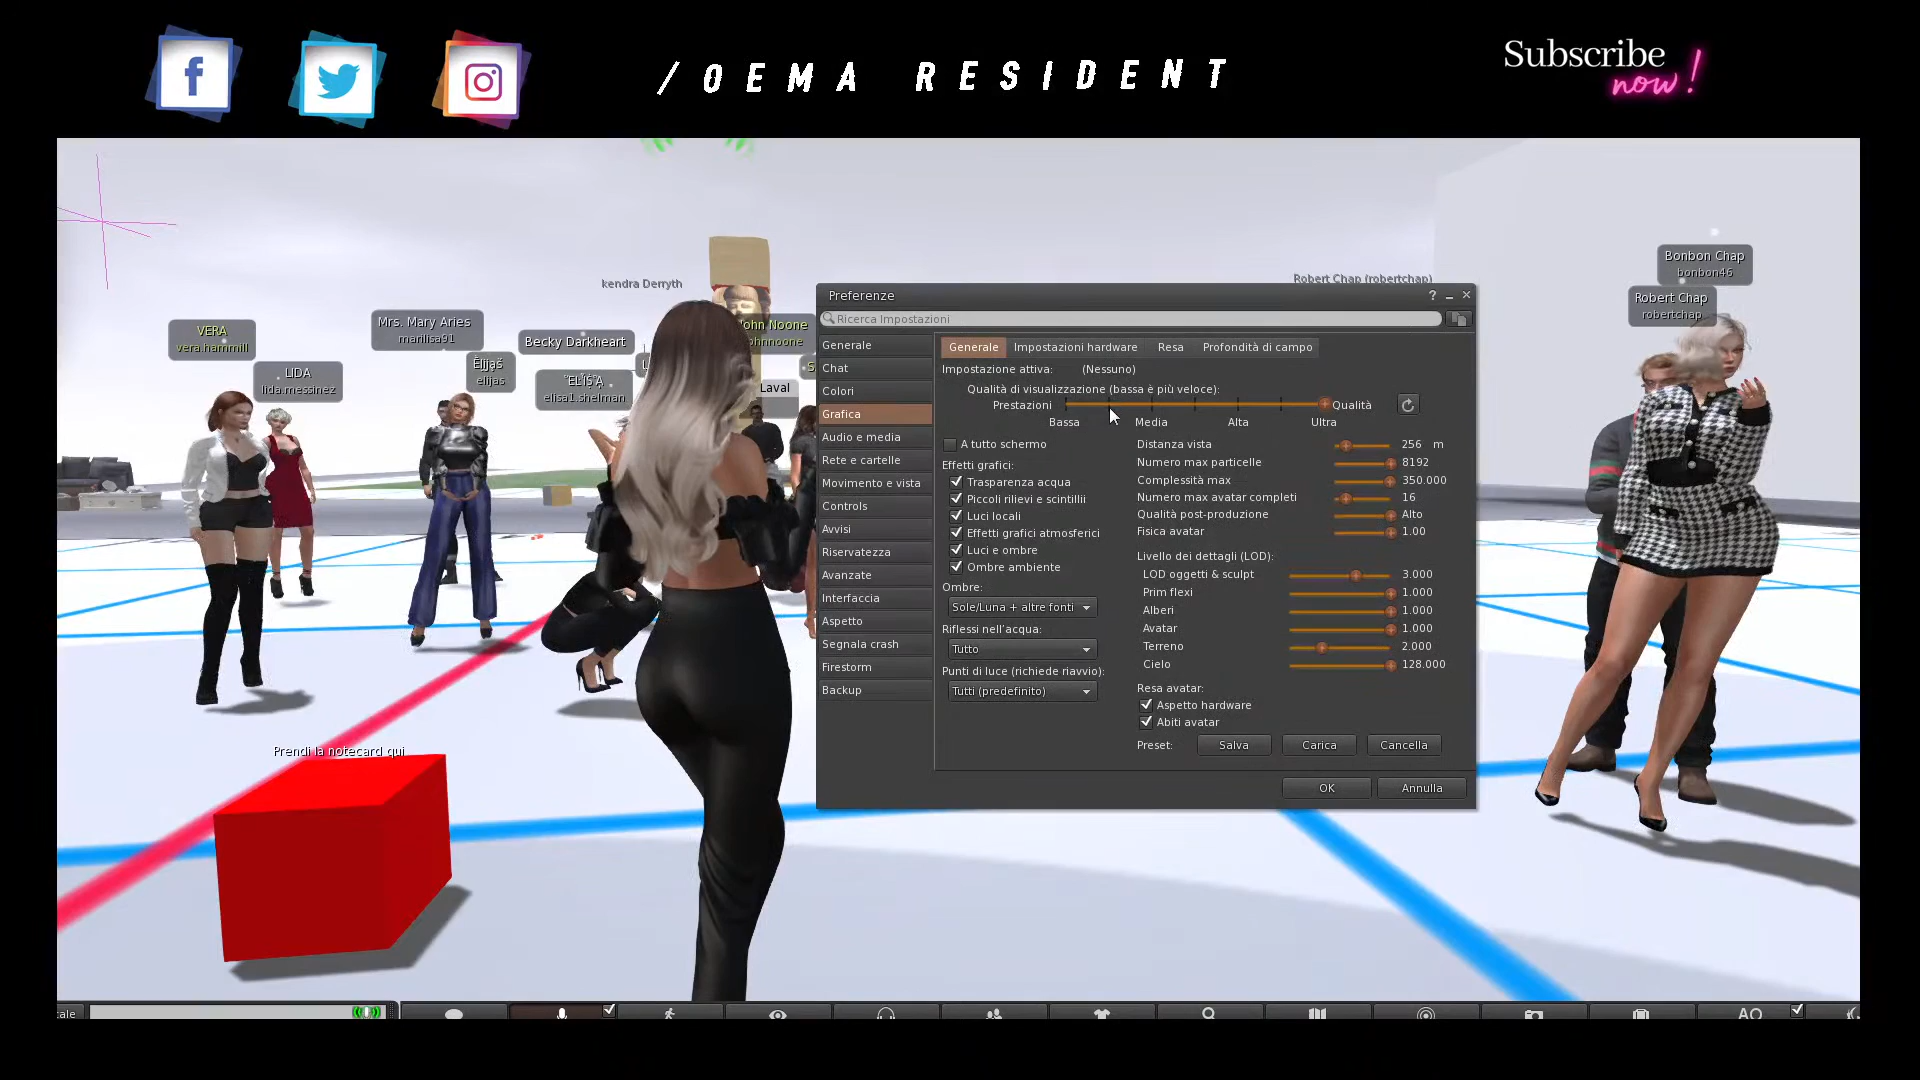 f
/OEMA RESIDENT
Subscribe
now!
Bonbon Chap
bonbon46
Robert Chap (robertchap)
Robert Chap
robertchap
kendra Derryth
VERA
vera.hammill
Mrs. Mary Aries
marilisa91
LIDA
lida.messinez
Elijas
elijas
Becky Darkheart
ELISA
elisa1.shelman
John Noone
johnnoone
Laval
Prendi la notecard qui
Preferenze
? _ ×
Ricerca Impostazioni
Generale
Chat
Colori
Grafica
Audio e media
Rete e cartelle
Movimento e vista
Controls
Avvisi
Riservatezza
Avanzate
Interfaccia
Aspetto
Segnala crash
Firestorm
Backup
Generale Impostazioni hardware Resa Profondità di campo
Impostazione attiva: (Nessuno)
Qualità di visualizzazione (bassa è più veloce):
Prestazioni Qualità
Bassa Media Alta Ultra
A tutto schermo
Effetti grafici:
Trasparenza acqua
Piccoli rilievi e scintillii
Luci locali
Effetti grafici atmosferici
Luci e ombre
Ombre ambiente
Ombre:
Sole/Luna + altre fonti
Riflessi nell'acqua:
Tutto
Punti di luce (richiede riavvio):
Tutti (predefinito)
Distanza vista 256 m
Numero max particelle 8192
Complessità max 350.000
Numero max avatar completi 16
Qualità post-produzione Alto
Fisica avatar 1.00
Livello dei dettagli (LOD):
LOD oggetti & sculpt 3.000
Prim flexi 1.000
Alberi 1.000
Avatar 1.000
Terreno 2.000
Cielo 128.000
Resa avatar:
Aspetto hardware
Abiti avatar
Preset: Salva Carica Cancella
OK Annulla
cale
AO